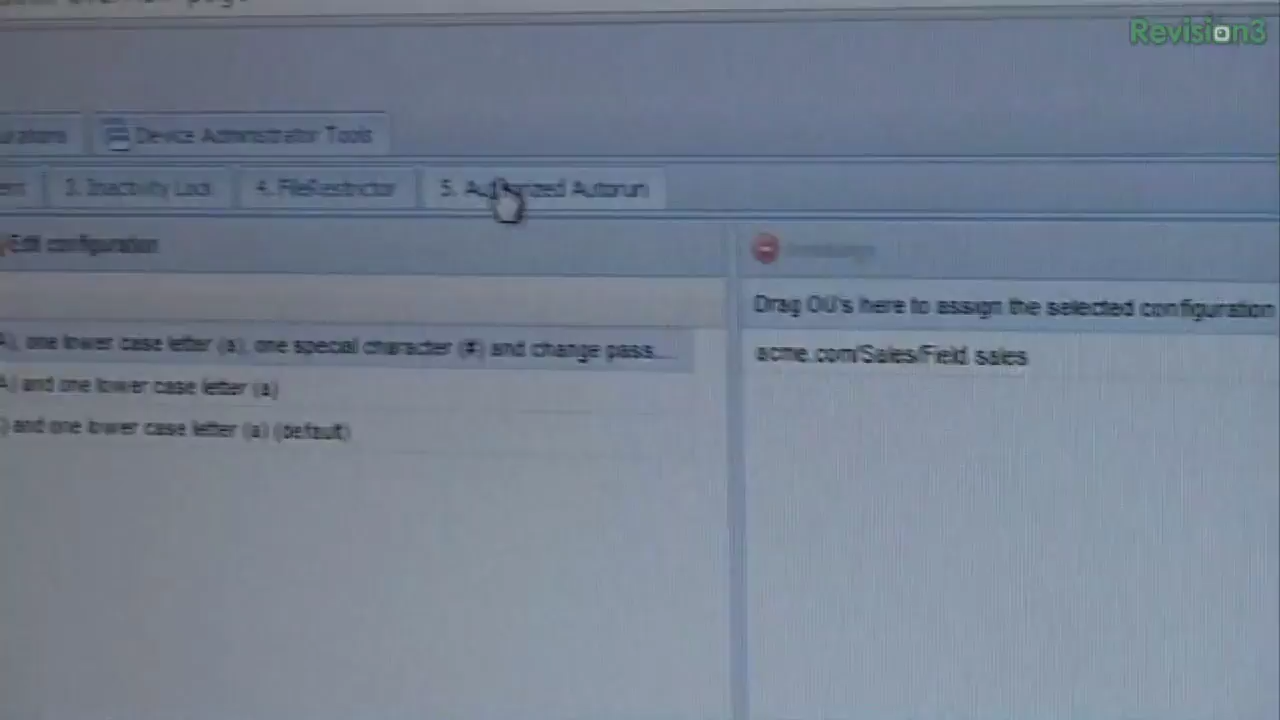 Revision3
Device Administrator Tools
3. Inactivity Lock
4. FileRestrictor
5. Authorized Autorun
Edit configuration
Drag OU's here to assign the selected configuration
, one lower case letter (a), one special character (#) and change pass...
acme.com/Sales/Field sales
) and one lower case letter (a)
) and one lower case letter (a) (default)